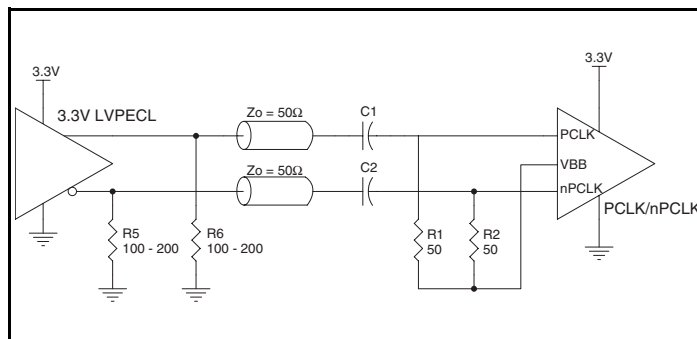 3.3V
3.3V LVPECL
Zo = 50Ω
C1
3.3V
PCLK
Zo = 50Ω
C2
VBB
nPCLK
PCLK/nPCLK
R5
100 - 200
R6
100 - 200
R1
50
R2
50